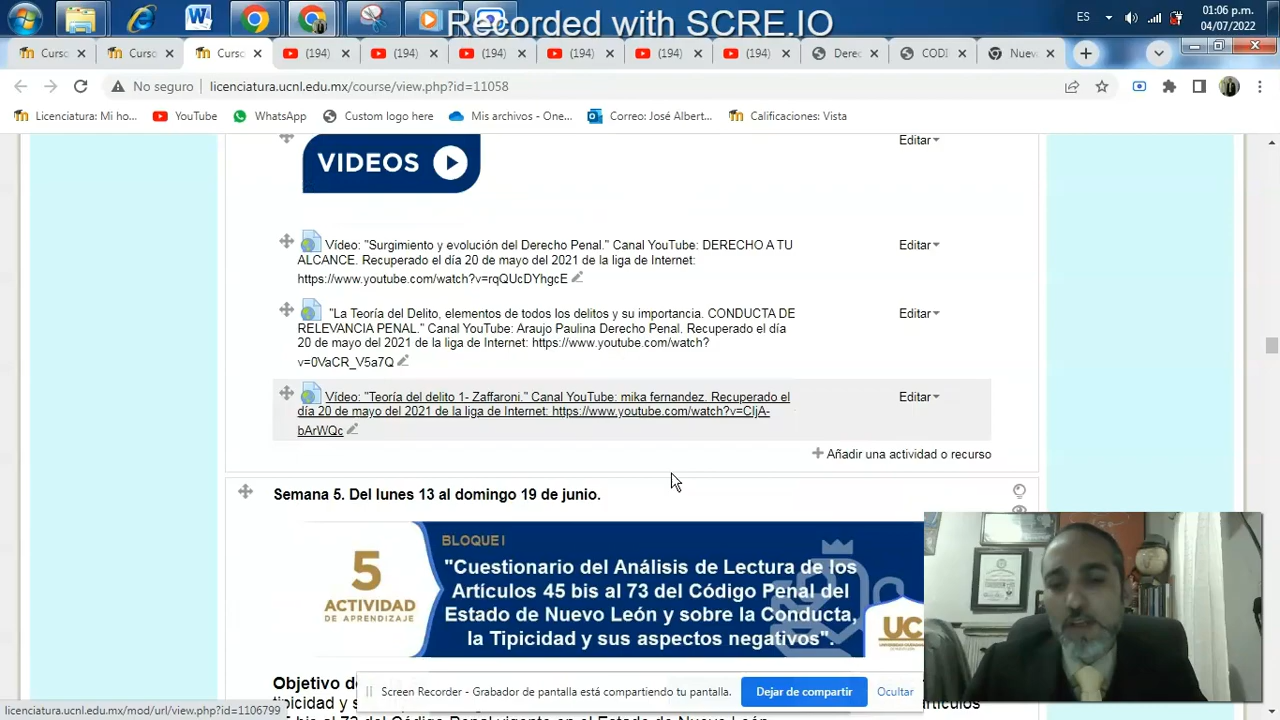 Recorded with SCRE.IO
ES
01:06 p.m.
04/07/2022
Curso
Curso
Curso
(194)
(194)
(194)
(194)
(194)
(194)
Derec
CODI
Nueva
No seguro
licenciatura.ucnl.edu.mx/course/view.php?id=11058
Licenciatura: Mi ho...
YouTube
WhatsApp
Custom logo here
Mis archivos - One...
Correo: José Albert...
Calificaciones: Vista
VIDEOS
Editar
Vídeo: "Surgimiento y evolución del Derecho Penal." Canal YouTube: DERECHO A TU
ALCANCE. Recuperado el día 20 de mayo del 2021 de la liga de Internet:
https://www.youtube.com/watch?v=rqQUcDYhgcE
Editar
"La Teoría del Delito, elementos de todos los delitos y su importancia. CONDUCTA DE
RELEVANCIA PENAL." Canal YouTube: Araujo Paulina Derecho Penal. Recuperado el día
20 de mayo del 2021 de la liga de Internet: https://www.youtube.com/watch?
v=0VaCR_V5a7Q
Editar
Vídeo: "Teoría del delito 1- Zaffaroni." Canal YouTube: mika fernandez. Recuperado el
día 20 de mayo del 2021 de la liga de Internet: https://www.youtube.com/watch?v=CIjA-
bArWQc
Editar
Añadir una actividad o recurso
Semana 5. Del lunes 13 al domingo 19 de junio.
5
ACTIVIDAD
DE APRENDIZAJE
BLOQUE I
"Cuestionario del Análisis de Lectura de los
Artículos 45 bis al 73 del Código Penal del
Estado de Nuevo León y sobre la Conducta,
la Tipicidad y sus aspectos negativos".
UC
Objetivo d
tipicidad y s
Screen Recorder - Grabador de pantalla está compartiendo tu pantalla.
Dejar de compartir
Ocultar
licenciatura.ucnl.edu.mx/mod/url/view.php?id=1106799